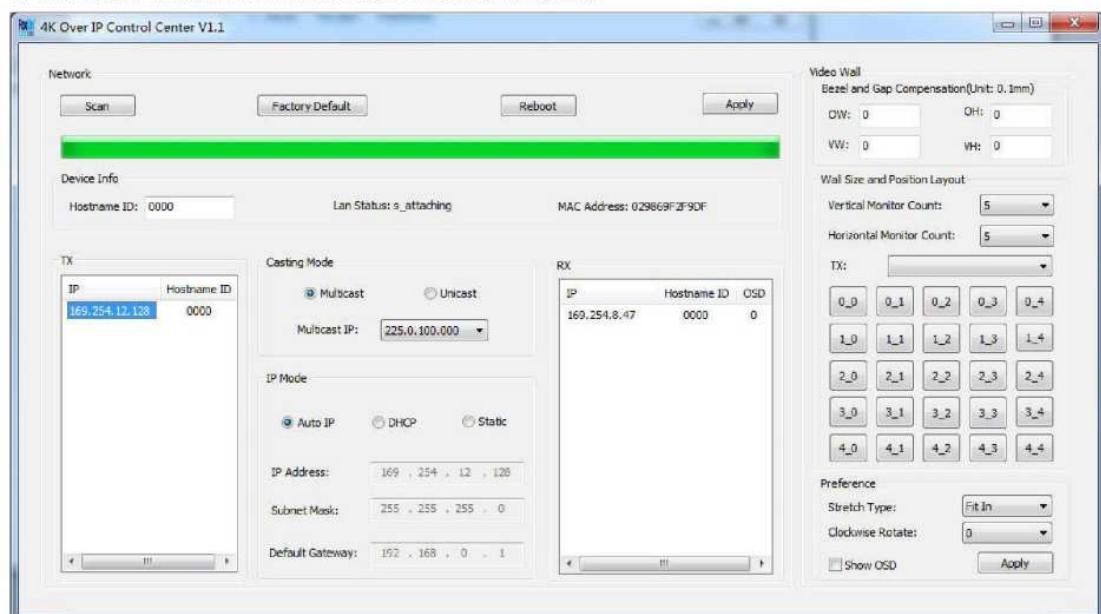 4K Over IP Control Center V1.1
Network
Scan
Factory Default
Reboot
Apply
Device Info
Hostname ID: 0000
Lan Status: s_attaching
MAC Address: 029869F2F9DF
TX
IP Hostname ID
169.254.12.128 0000
Casting Mode
Multicast
Unicast
Multicast IP: 225.0.100.000
IP Mode
Auto IP
DHCP
Static
IP Address: 169 . 254 . 12 . 128
Subnet Mask: 255 . 255 . 255 . 0
Default Gateway: 192 . 168 . 0 . 1
RX
IP Hostname ID OSD
169.254.8.47 0000 0
Video Wall
Bezel and Gap Compensation(Unit: 0.1mm)
OW: 0 OH: 0
VW: 0 VH: 0
Wall Size and Position Layout
Vertical Monitor Count: 5
Horizontal Monitor Count: 5
TX:
0_0 0_1 0_2 0_3 0_4
1_0 1_1 1_2 1_3 1_4
2_0 2_1 2_2 2_3 2_4
3_0 3_1 3_2 3_3 3_4
4_0 4_1 4_2 4_3 4_4
Preference
Stretch Type: Fit In
Clockwise Rotate: 0
Show OSD
Apply